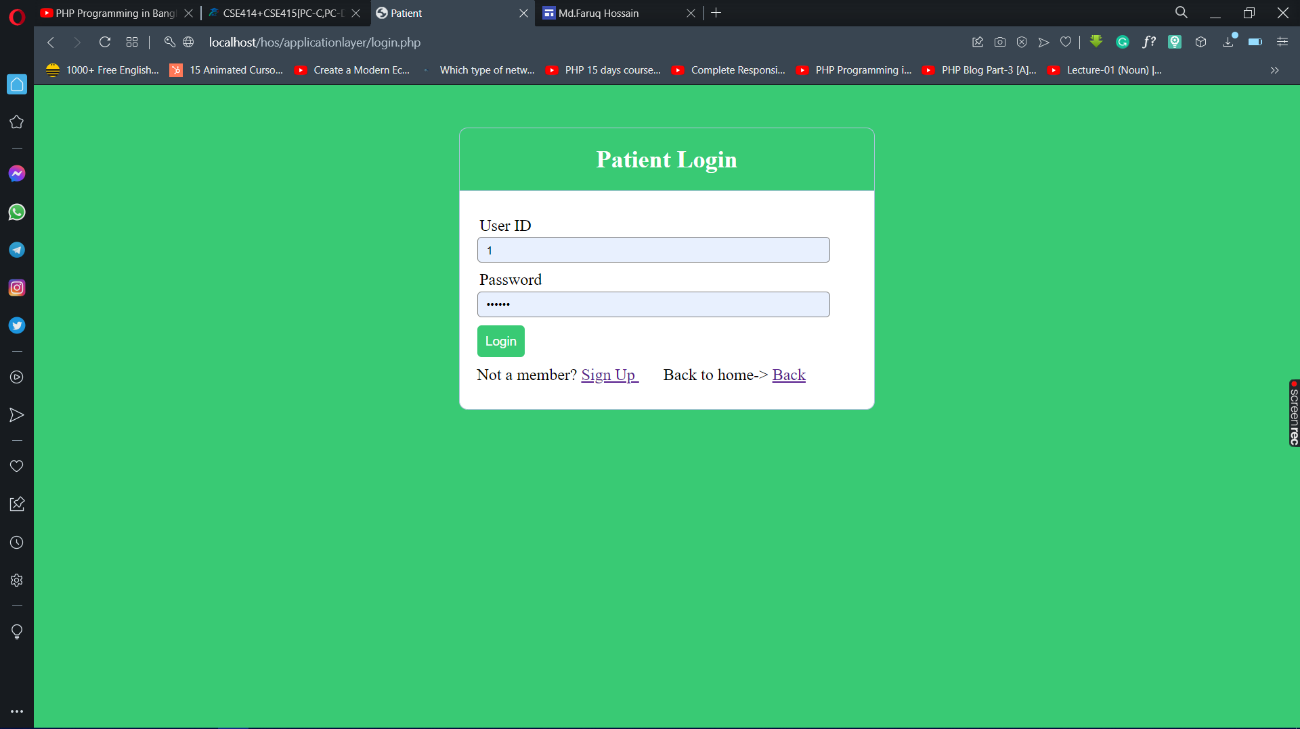 PHP Programming in Bangl
CSE414+CSE415[PC-C,PC-D
Patient
Md.Faruq Hossain
localhost/hos/applicationlayer/login.php
f?
1000+ Free English...
15 Animated Curso...
Create a Modern Ec...
Which type of netw...
PHP 15 days course...
Complete Responsi...
PHP Programming i...
PHP Blog Part-3 [A]...
Lecture-01 (Noun) |...
Patient Login
User ID
1
Password
Login
Not a member? Sign Up Back to home-> Back
screenrec